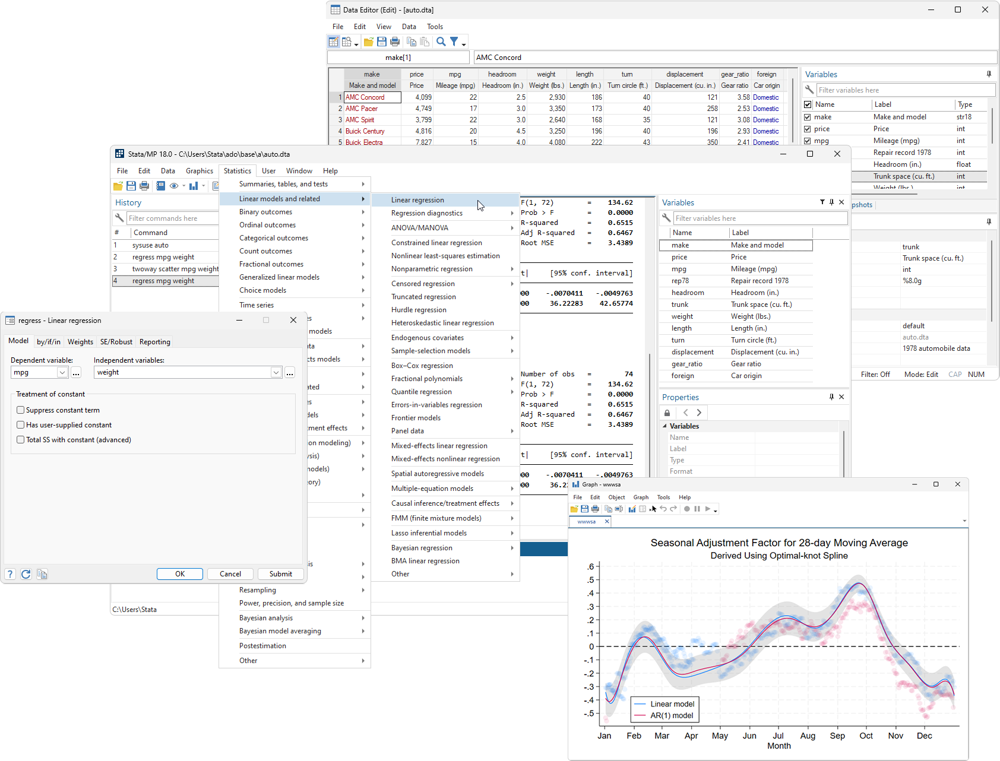 Data Editor (Edit) - [auto.dta]
File Edit View Data Tools
make[1] AMC Concord
make price mpg headroom weight length turn displacement gear_ratio foreign
Make and model Price Mileage (mpg) Headroom (in.) Weight (lbs.) Length (in.) Turn circle (ft.) Displacement (cu. in.) Gear ratio Car origin
1 AMC Concord 4,099 22 2.5 2,930 186 40 121 3.58 Domestic
2 AMC Pacer 4,749 17 3.0 3,350 173 40 258 2.53 Domestic
3 AMC Spirit 3,799 22 3.0 2,640 168 35 121 3.08 Domestic
4 Buick Century 4,816 20 4.5 3,250 196 40 196 2.93 Domestic
5 Buick Electra 7,827 15 4.0 4,080 222 43 350 2.41 Domestic
Variables
Filter variables here
Name Label Type
make Make and model str18
price Price int
mpg Mileage (mpg) int
Repair record 1978 int
Headroom (in.) float
Trunk space (cu. ft.) int
Weight (lbs.) int
pshots
trunk
Trunk space (cu. ft.)
int
%8.0g
default
auto.dta
1978 automobile data
Filter: Off Mode: Edit CAP NUM
Stata/MP 18.0 - C:\Users\Stata\ado\base\a\auto.dta
File Edit Data Graphics Statistics User Window Help
History
Filter commands here
# Command
1 sysuse auto
2 regress mpg weight
3 twoway scatter mpg weight
4 regress mpg weight
C:\Users\Stata
Summaries, tables, and tests
Linear models and related
Binary outcomes
Ordinal outcomes
Categorical outcomes
Count outcomes
Fractional outcomes
Generalized linear models
Choice models
Time series
es
models
ata
cts models
ated
es
dels
tment effects
on modeling)
ysis)
models)
eory)
sis
Resampling
Power, precision, and sample size
Bayesian analysis
Bayesian model averaging
Postestimation
Other
Linear regression
Regression diagnostics
ANOVA/MANOVA
Constrained linear regression
Nonlinear least-squares estimation
Nonparametric regression
Censored regression
Truncated regression
Hurdle regression
Heteroskedastic linear regression
Endogenous covariates
Sample-selection models
Box–Cox regression
Fractional polynomials
Quantile regression
Errors-in-variables regression
Frontier models
Panel data
Mixed-effects linear regression
Mixed-effects nonlinear regression
Spatial autoregressive models
Multiple-equation models
Causal inference/treatment effects
FMM (finite mixture models)
Lasso inferential models
Bayesian regression
BMA linear regression
Other
F(1, 72) = 134.62
Prob > F = 0.0000
R-squared = 0.6515
Adj R-squared = 0.6467
Root MSE = 3.4389
t| [95% conf. interval]
00 -.0070411 -.0049763
00 36.22283 42.65774
Number of obs = 74
F(1, 72) = 134.62
Prob > F = 0.0000
R-squared = 0.6515
Adj R-squared = 0.6467
Root MSE = 3.4389
t| [95% conf. interval]
00 -.0070411 -.0049763
00 36.2
Variables
Filter variables here
Name Label
make Make and model
price Price
mpg Mileage (mpg)
rep78 Repair record 1978
headroom Headroom (in.)
trunk Trunk space (cu. ft.)
weight Weight (lbs.)
length Length (in.)
turn Turn circle (ft.)
displacement Displacement (cu. in.)
gear_ratio Gear ratio
foreign Car origin
Properties
Variables
Name
Label
Type
Format
regress - Linear regression
Model by/if/in Weights SE/Robust Reporting
Dependent variable: Independent variables:
mpg ... weight ...
Treatment of constant
Suppress constant term
Has user-supplied constant
Total SS with constant (advanced)
? OK Cancel Submit
Graph - wwwsa
File Edit Object Graph Tools Help
wwwsa
Seasonal Adjustment Factor for 28-day Moving Average
Derived Using Optimal-knot Spline
.6
.5
.4
.3
.2
.1
0
-.1
-.2
-.3
-.4
-.5
Linear model
AR(1) model
Jan Feb Mar Apr May Jun Jul Aug Sep Oct Nov Dec
Month